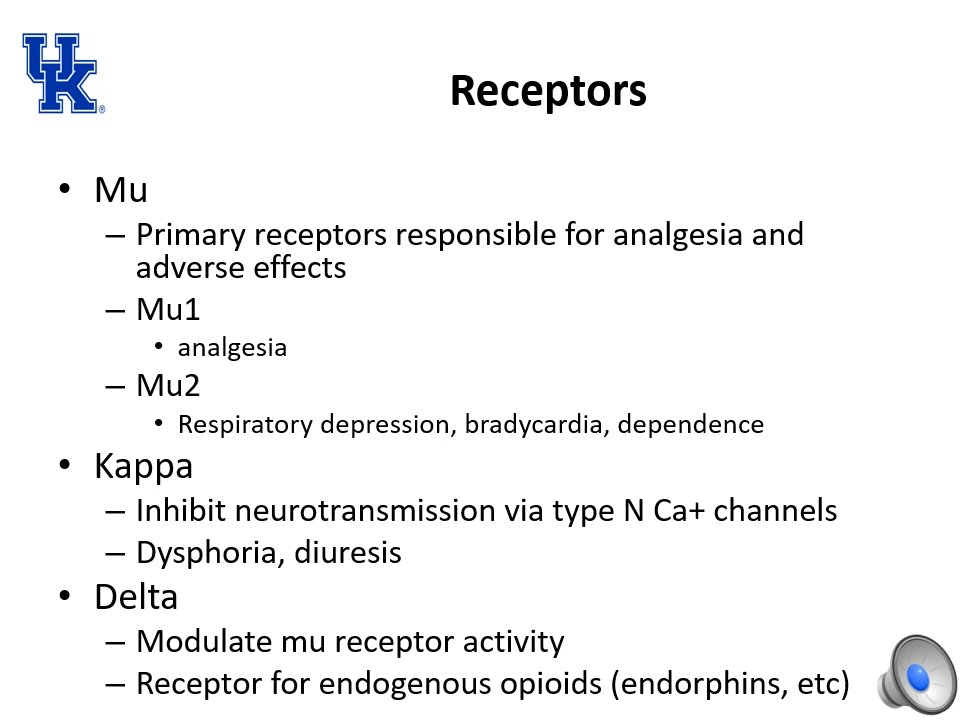 UK®
Receptors
• Mu
– Primary receptors responsible for analgesia and
adverse effects
– Mu1
• analgesia
– Mu2
• Respiratory depression, bradycardia, dependence
• Kappa
– Inhibit neurotransmission via type N Ca+ channels
– Dysphoria, diuresis
• Delta
– Modulate mu receptor activity
– Receptor for endogenous opioids (endorphins, etc)